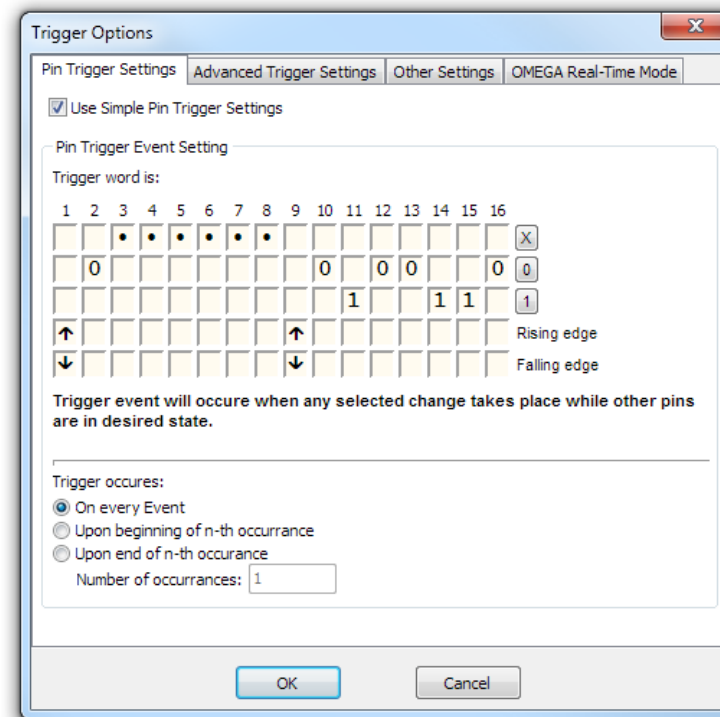 Trigger Options
Pin Trigger Settings Advanced Trigger Settings Other Settings OMEGA Real-Time Mode
Use Simple Pin Trigger Settings
Pin Trigger Event Setting
Trigger word is:
1 2 3 4 5 6 7 8 9 10 11 12 13 14 15 16
• • • • • • X
0 0 0 0 0 0
1 1 1 1
↑ ↑ Rising edge
↓ ↓ Falling edge
Trigger event will occure when any selected change takes place while other pins
are in desired state.
Trigger occures:
On every Event
Upon beginning of n-th occurrance
Upon end of n-th occurance
Number of occurrances: 1
OK Cancel